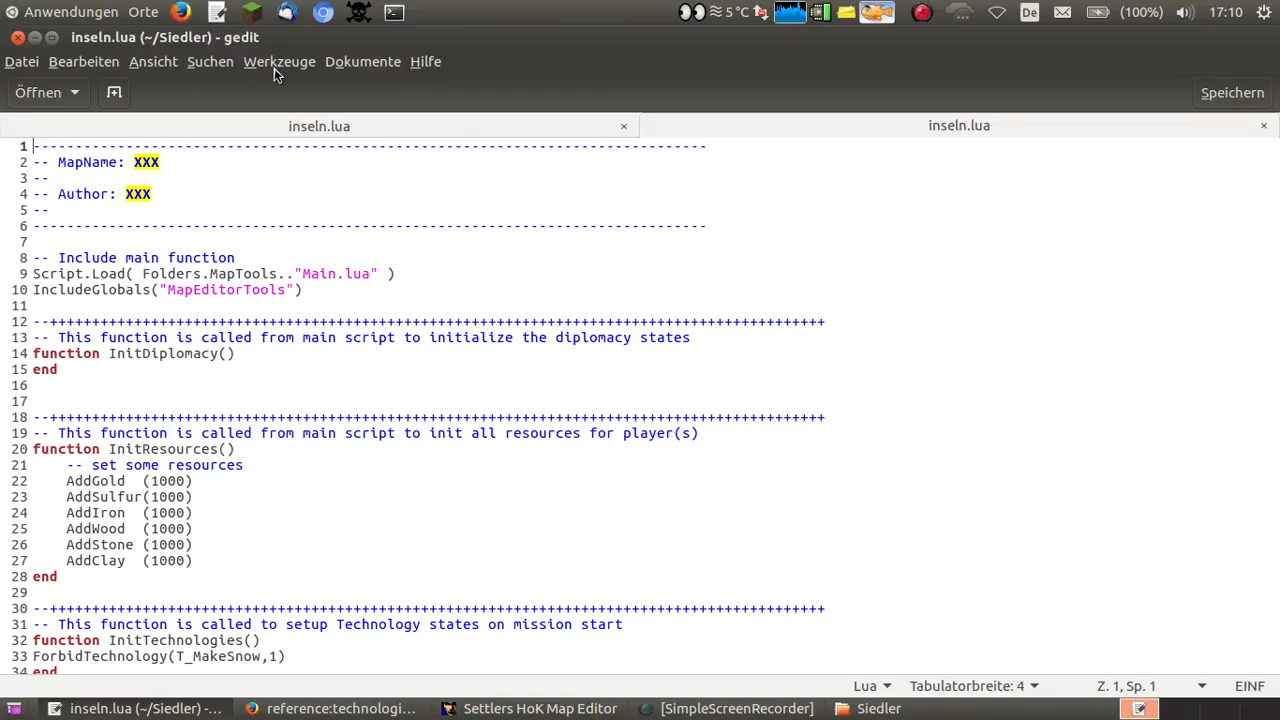 Anwendungen Orte 5 °C De (100%) 17:10
inseln.lua (~/Siedler) - gedit
Datei Bearbeiten Ansicht Suchen Werkzeuge Dokumente Hilfe
Öffnen Speichern
inseln.lua × inseln.lua ×
1 --------------------------------------------------------------------------------
2 -- MapName: XXX
3 --
4 -- Author: XXX
5 --
6 --------------------------------------------------------------------------------
7
8 -- Include main function
9 Script.Load( Folders.MapTools.."Main.lua" )
10 IncludeGlobals("MapEditorTools")
11
12 --++++++++++++++++++++++++++++++++++++++++++++++++++++++++++++++++++++++++++++++++++++++++++++
13 -- This function is called from main script to initialize the diplomacy states
14 function InitDiplomacy()
15 end
16
17
18 --++++++++++++++++++++++++++++++++++++++++++++++++++++++++++++++++++++++++++++++++++++++++++++
19 -- This function is called from main script to init all resources for player(s)
20 function InitResources()
21 -- set some resources
22 AddGold (1000)
23 AddSulfur(1000)
24 AddIron (1000)
25 AddWood (1000)
26 AddStone (1000)
27 AddClay (1000)
28 end
29
30 --++++++++++++++++++++++++++++++++++++++++++++++++++++++++++++++++++++++++++++++++++++++++++++
31 -- This function is called to setup Technology states on mission start
32 function InitTechnologies()
33 ForbidTechnology(T_MakeSnow,1)
34 end
Lua Tabulatorbreite: 4 Z. 1, Sp. 1 EINF
inseln.lua (~/Siedler) -... reference:technologi... Settlers HoK Map Editor [SimpleScreenRecorder] Siedler